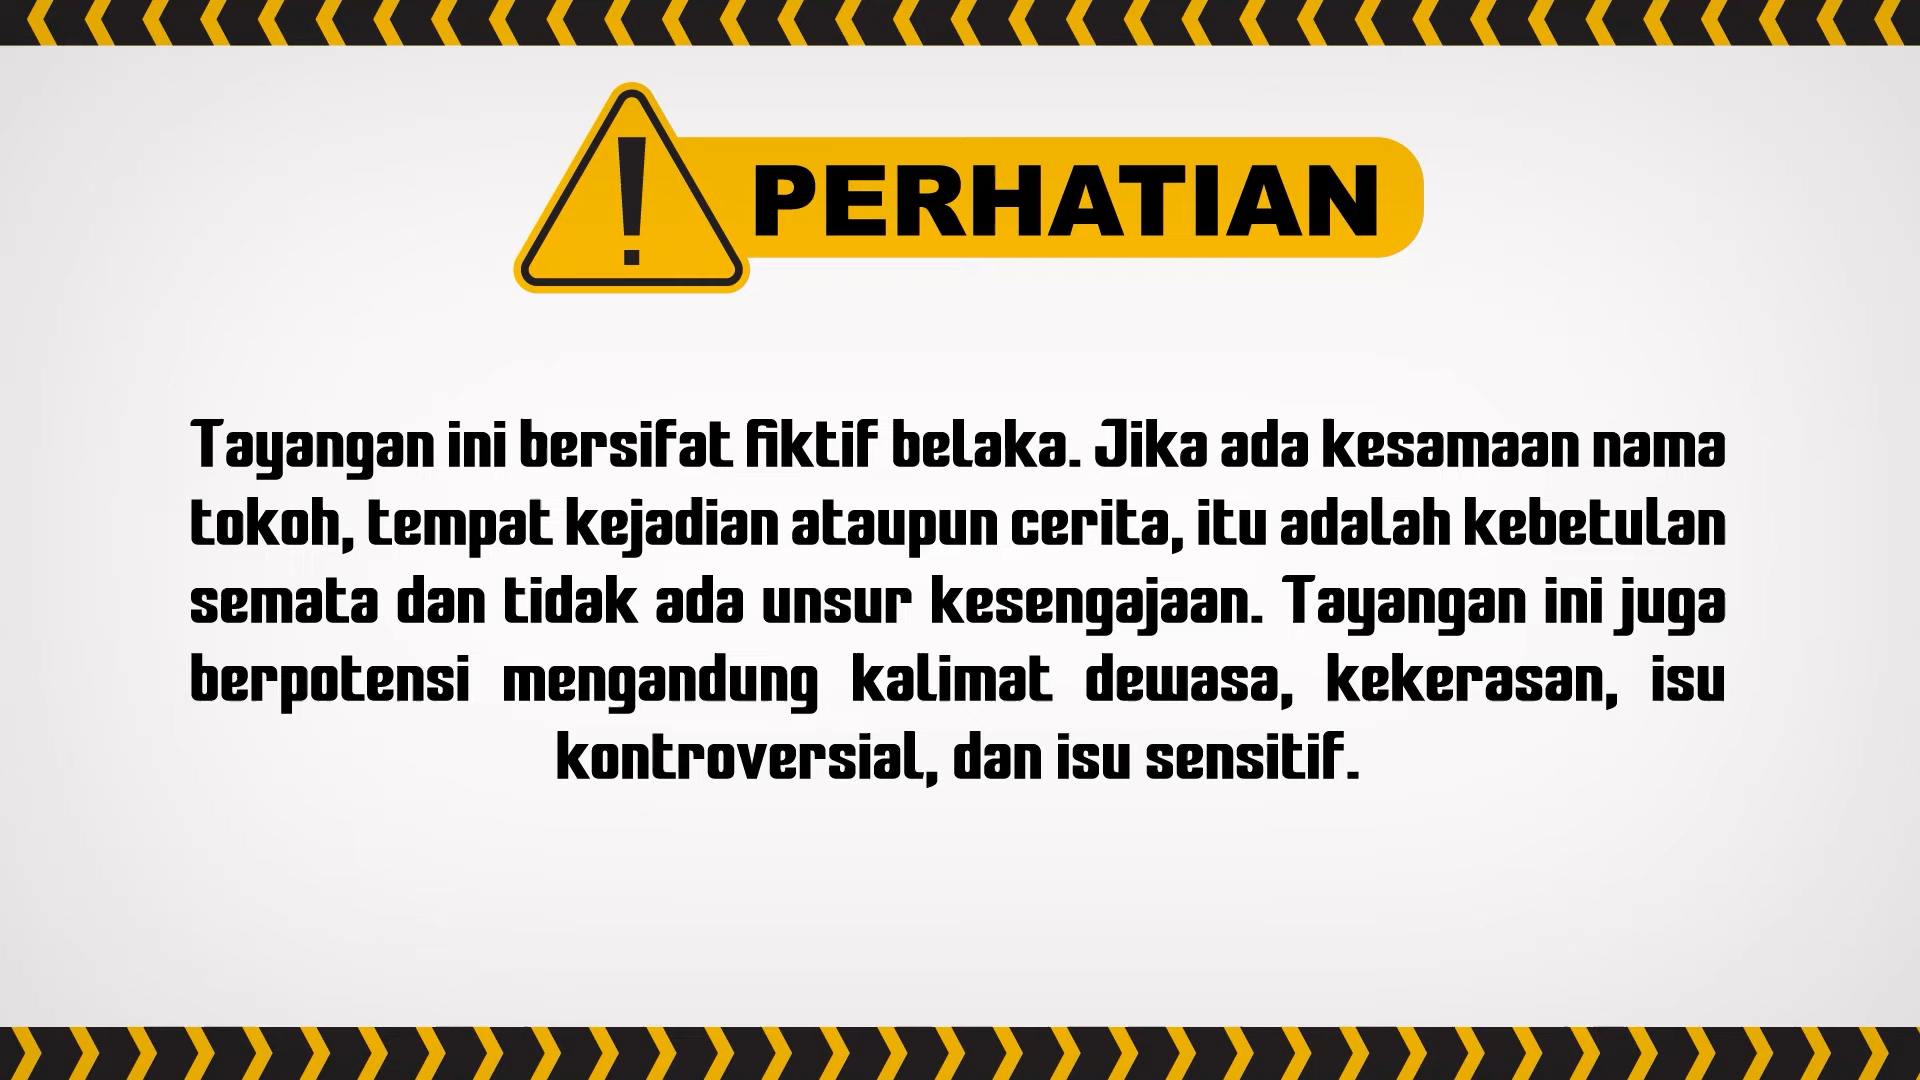 PERHATIAN
Tayangan ini bersifat fiktif belaka. Jika ada kesamaan nama
tokoh, tempat kejadian ataupun cerita, itu adalah kebetulan
semata dan tidak ada unsur kesengajaan. Tayangan ini juga
berpotensi mengandung kalimat dewasa, kekerasan, isu
kontroversial, dan isu sensitif.